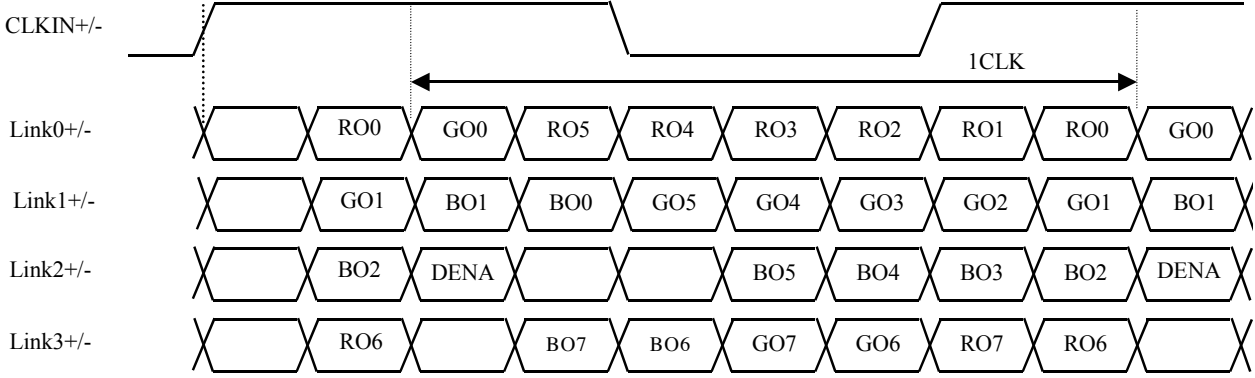 CLKIN+/-
1CLK
Link0+/- RO0 GO0 RO5 RO4 RO3 RO2 RO1 RO0 GO0
Link1+/- GO1 BO1 BO0 GO5 GO4 GO3 GO2 GO1 BO1
Link2+/- BO2 DENA BO5 BO4 BO3 BO2 DENA
Link3+/- RO6 BO7 BO6 GO7 GO6 RO7 RO6